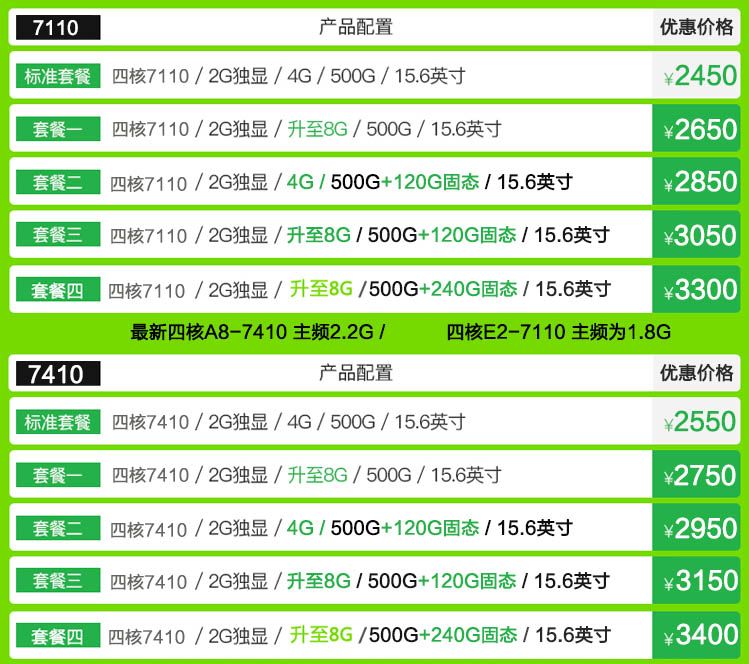 7110 产品配置 优惠价格
标准套餐 四核7110 / 2G独显 / 4G / 500G / 15.6英寸 ¥2450
套餐一 四核7110 / 2G独显 / 升至8G / 500G / 15.6英寸 ¥2650
套餐二 四核7110 / 2G独显 / 4G / 500G+120G固态 / 15.6英寸 ¥2850
套餐三 四核7110 / 2G独显 / 升至8G / 500G+120G固态 / 15.6英寸 ¥3050
套餐四 四核7110 / 2G独显 / 升至8G /500G+240G固态 / 15.6英寸 ¥3300
最新四核A8-7410 主频2.2G / 四核E2-7110 主频为1.8G
7410 产品配置 优惠价格
标准套餐 四核7410 / 2G独显 / 4G / 500G / 15.6英寸 ¥2550
套餐一 四核7410 / 2G独显 / 升至8G / 500G / 15.6英寸 ¥2750
套餐二 四核7410 / 2G独显 / 4G / 500G+120G固态 / 15.6英寸 ¥2950
套餐三 四核7410 / 2G独显 / 升至8G / 500G+120G固态 / 15.6英寸 ¥3150
套餐四 四核7410 / 2G独显 / 升至8G /500G+240G固态 / 15.6英寸 ¥3400